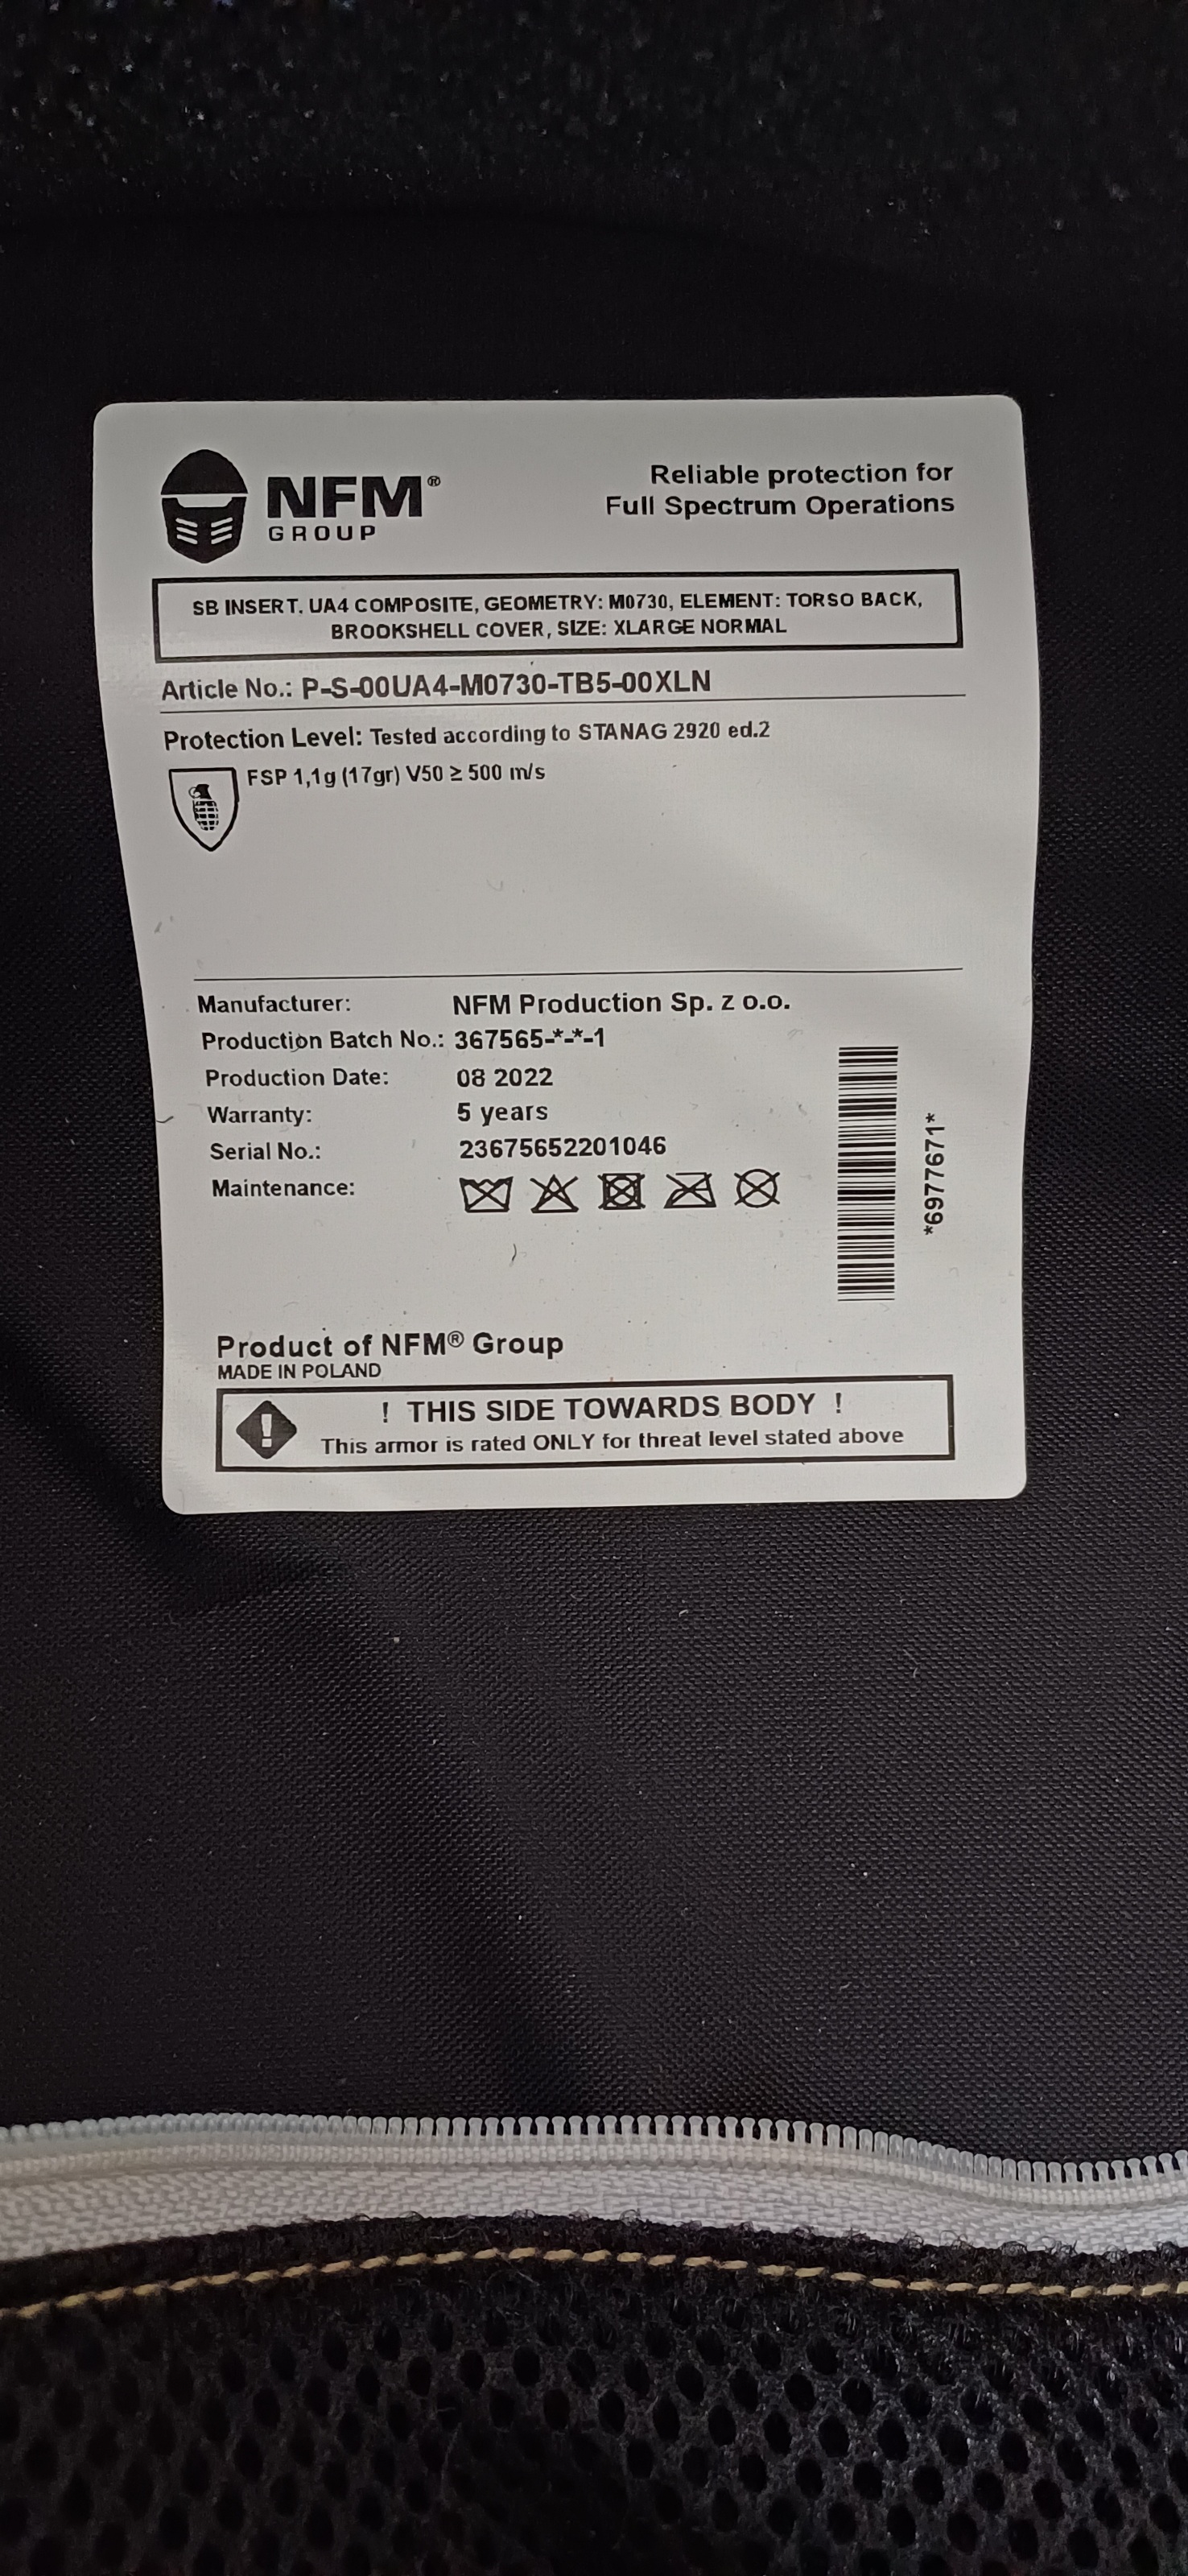 NFM®
GROUP
Reliable protection for
Full Spectrum Operations
SB INSERT. UA4 COMPOSITE, GEOMETRY: M0730, ELEMENT: TORSO BACK,
BROOKSHELL COVER, SIZE: XLARGE NORMAL
Article No.: P-S-00UA4-M0730-TB5-00XLN
Protection Level: Tested according to STANAG 2920 ed.2
FSP 1,1g (17gr) V50 ≥ 500 m/s
Manufacturer: NFM Production Sp. z o.o.
Production Batch No.: 367565-*-*-1
Production Date: 08 2022
Warranty: 5 years
Serial No.: 23675652201046
Maintenance:
*6977671*
Product of NFM® Group
MADE IN POLAND
! THIS SIDE TOWARDS BODY !
This armor is rated ONLY for threat level stated above